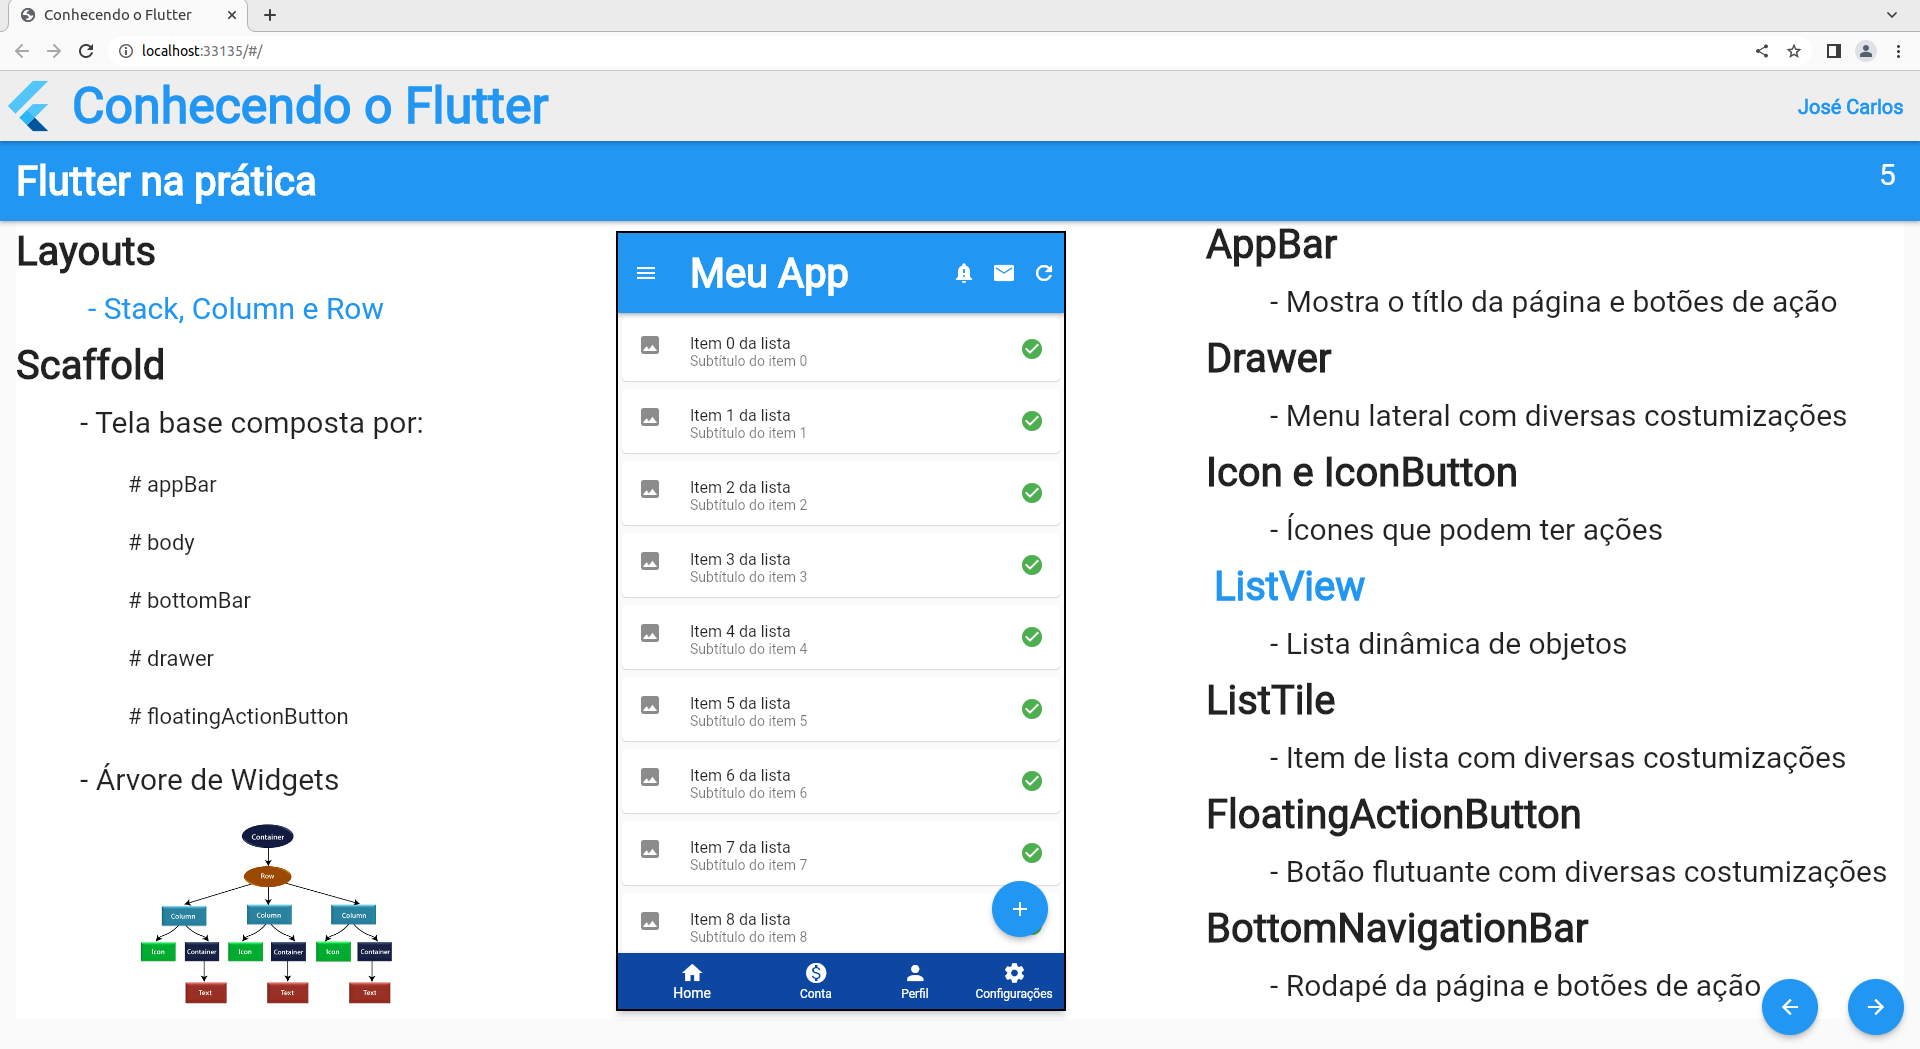 Conhecendo o Flutter
localhost:33135/#/
Conhecendo o Flutter
José Carlos
Flutter na prática
5
Layouts
- Stack, Column e Row
Scaffold
- Tela base composta por:
# appBar
# body
# bottomBar
# drawer
# floatingActionButton
- Árvore de Widgets
Container
Row
Column Column Column
Icon Container Icon Container Icon Container
Text Text Text
Meu App
Item 0 da lista
Subtítulo do item 0
Item 1 da lista
Subtítulo do item 1
Item 2 da lista
Subtítulo do item 2
Item 3 da lista
Subtítulo do item 3
Item 4 da lista
Subtítulo do item 4
Item 5 da lista
Subtítulo do item 5
Item 6 da lista
Subtítulo do item 6
Item 7 da lista
Subtítulo do item 7
Item 8 da lista
Subtítulo do item 8
Home Conta Perfil Configurações
AppBar
- Mostra o títlo da página e botões de ação
Drawer
- Menu lateral com diversas costumizações
Icon e IconButton
- Ícones que podem ter ações
ListView
- Lista dinâmica de objetos
ListTile
- Item de lista com diversas costumizações
FloatingActionButton
- Botão flutuante com diversas costumizações
BottomNavigationBar
- Rodapé da página e botões de ação